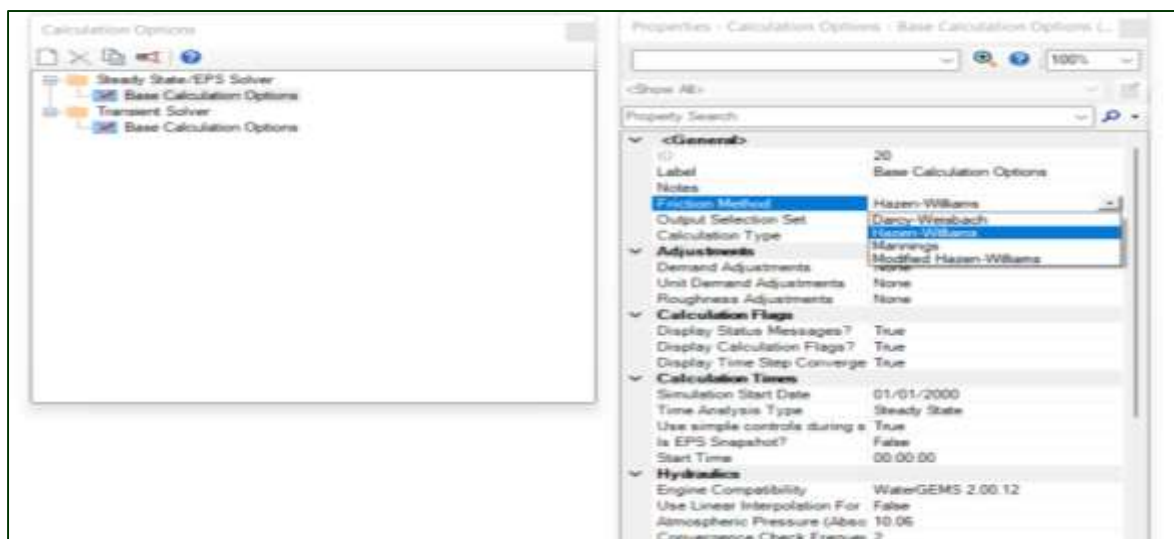 Calculation Options
Steady State/EPS Solver
Base Calculation Options
Transient Solver
Base Calculation Options
Properties - Calculation Options - Base Calculation Options (...
100%
<Show All>
Property Search
<General>
ID 20
Label Base Calculation Options
Notes
Friction Method Hazen-Williams
Output Selection Set Darcy-Weisbach
Calculation Type Hazen-Williams
Mannings
Modified Hazen-Williams
Adjustments
Demand Adjustments None
Unit Demand Adjustments None
Roughness Adjustments None
Calculation Flags
Display Status Messages? True
Display Calculation Flags? True
Display Time Step Converge True
Calculation Times
Simulation Start Date 01/01/2000
Time Analysis Type Steady State
Use simple controls during s True
Is EPS Snapshot? False
Start Time 00:00:00
Hydraulics
Engine Compatibility WaterGEMS 2.00.12
Use Linear Interpolation For False
Atmospheric Pressure (Abso 10.06
Convergence Check Frequen 2